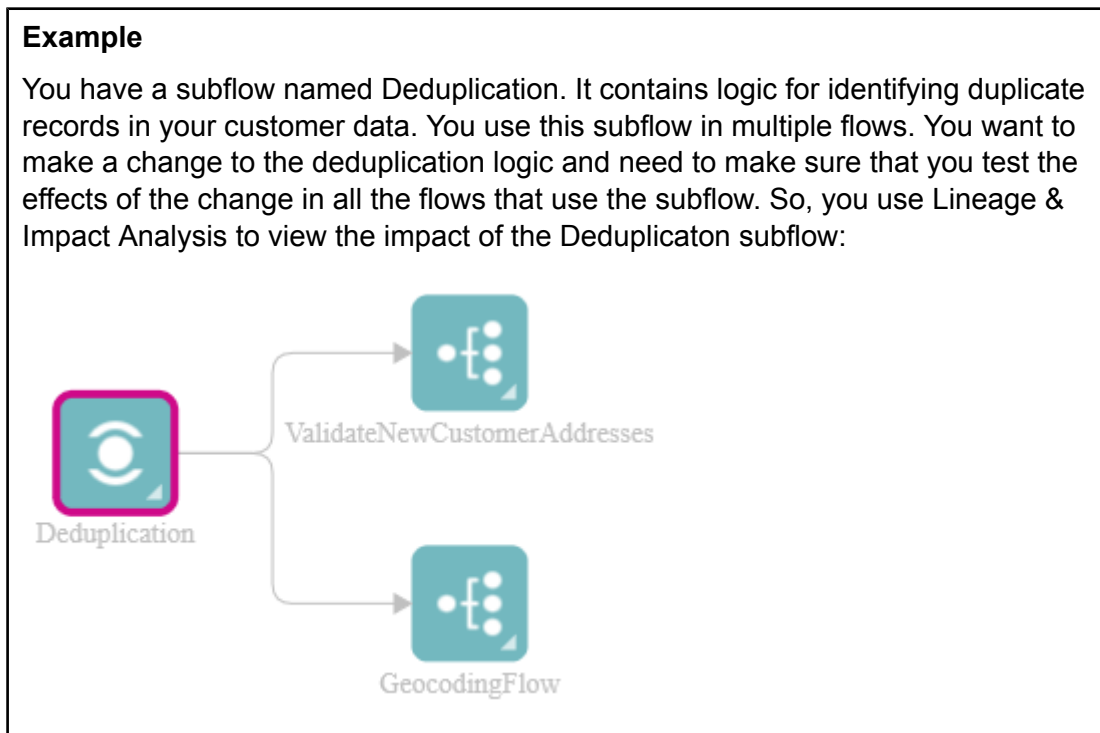 Example
You have a subflow named Deduplication. It contains logic for identifying duplicate
records in your customer data. You use this subflow in multiple flows. You want to
make a change to the deduplication logic and need to make sure that you test the
effects of the change in all the flows that use the subflow. So, you use Lineage &
Impact Analysis to view the impact of the Deduplicaton subflow:
ValidateNewCustomerAddresses
Deduplication
GeocodingFlow